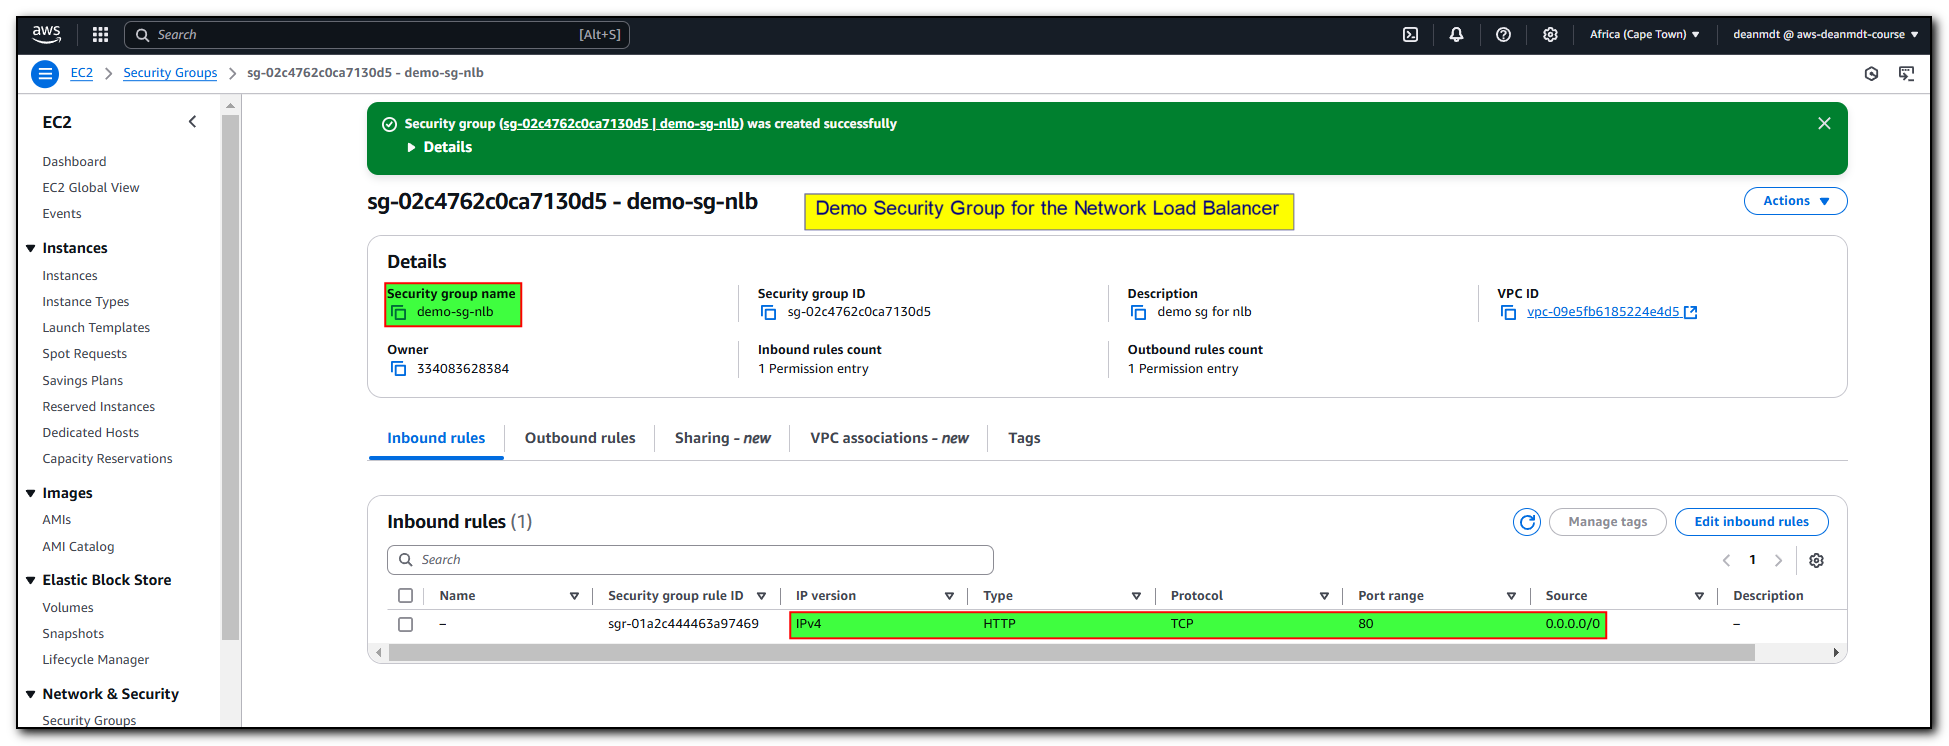 aws Search [Alt+S] Africa (Cape Town) deanmdt @ aws-deanmdt-course
EC2 Security Groups sg-02c4762c0ca7130d5 - demo-sg-nlb
EC2
Dashboard
EC2 Global View
Events
Instances
Instances
Instance Types
Launch Templates
Spot Requests
Savings Plans
Reserved Instances
Dedicated Hosts
Capacity Reservations
Images
AMIs
AMI Catalog
Elastic Block Store
Volumes
Snapshots
Lifecycle Manager
Network & Security
Security Groups
Security group (sg-02c4762c0ca7130d5 | demo-sg-nlb) was created successfully
Details
sg-02c4762c0ca7130d5 - demo-sg-nlb
Demo Security Group for the Network Load Balancer
Actions
Details
Security group name Security group ID Description VPC ID
demo-sg-nlb sg-02c4762c0ca7130d5 demo sg for nlb vpc-09e5fb6185224e4d5
Owner Inbound rules count Outbound rules count
334083628384 1 Permission entry 1 Permission entry
Inbound rules Outbound rules Sharing - new VPC associations - new Tags
Inbound rules (1) Manage tags Edit inbound rules
Search 1
Name Security group rule ID IP version Type Protocol Port range Source Description
– sgr-01a2c444463a97469 IPv4 HTTP TCP 80 0.0.0.0/0 –